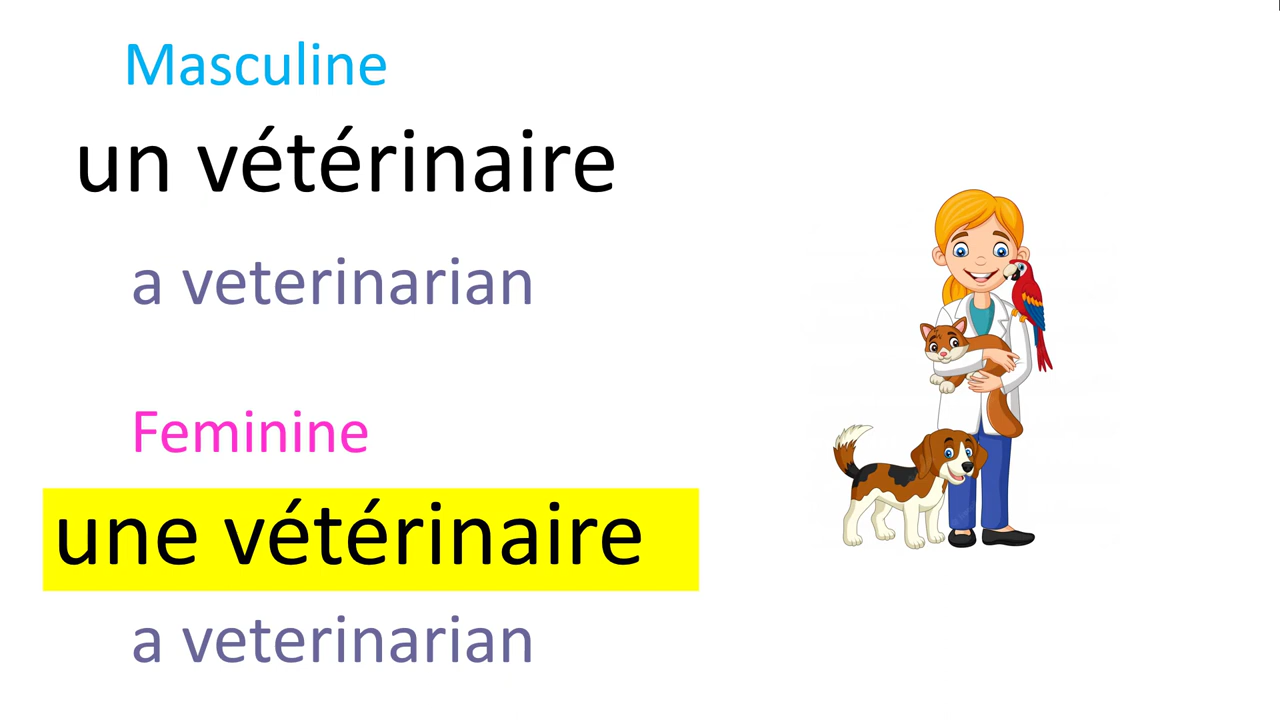 Masculine
un vétérinaire
a veterinarian
Feminine
une vétérinaire
a veterinarian